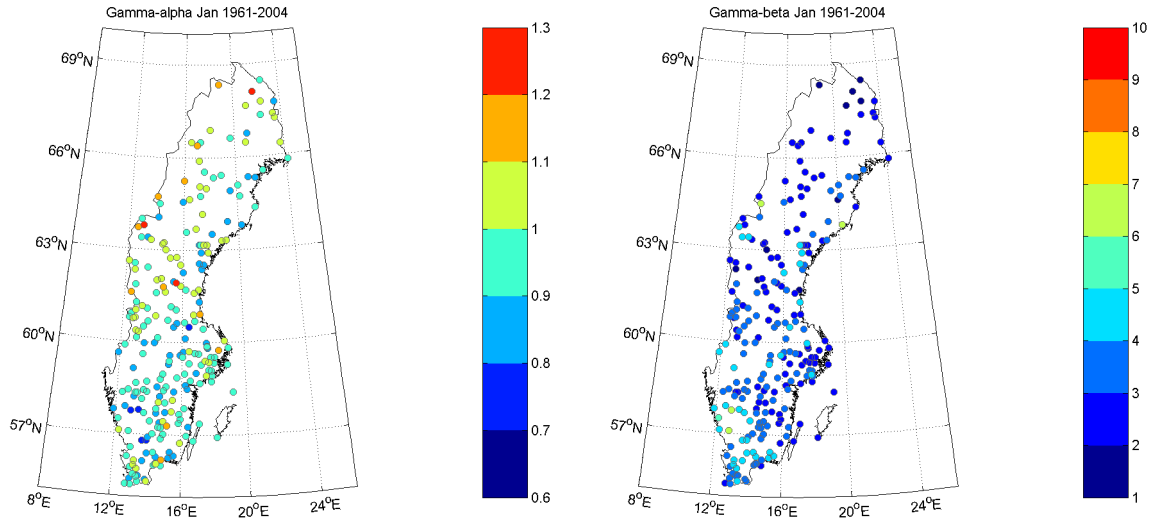 Gamma-alpha Jan 1961-2004
69°N
66°N
63°N
60°N
57°N
8°E
12°E
16°E
20°E
24°E
1.3
1.2
1.1
1
0.9
0.8
0.7
0.6
Gamma-beta Jan 1961-2004
69°N
66°N
63°N
60°N
57°N
8°E
12°E
16°E
20°E
24°E
10
9
8
7
6
5
4
3
2
1